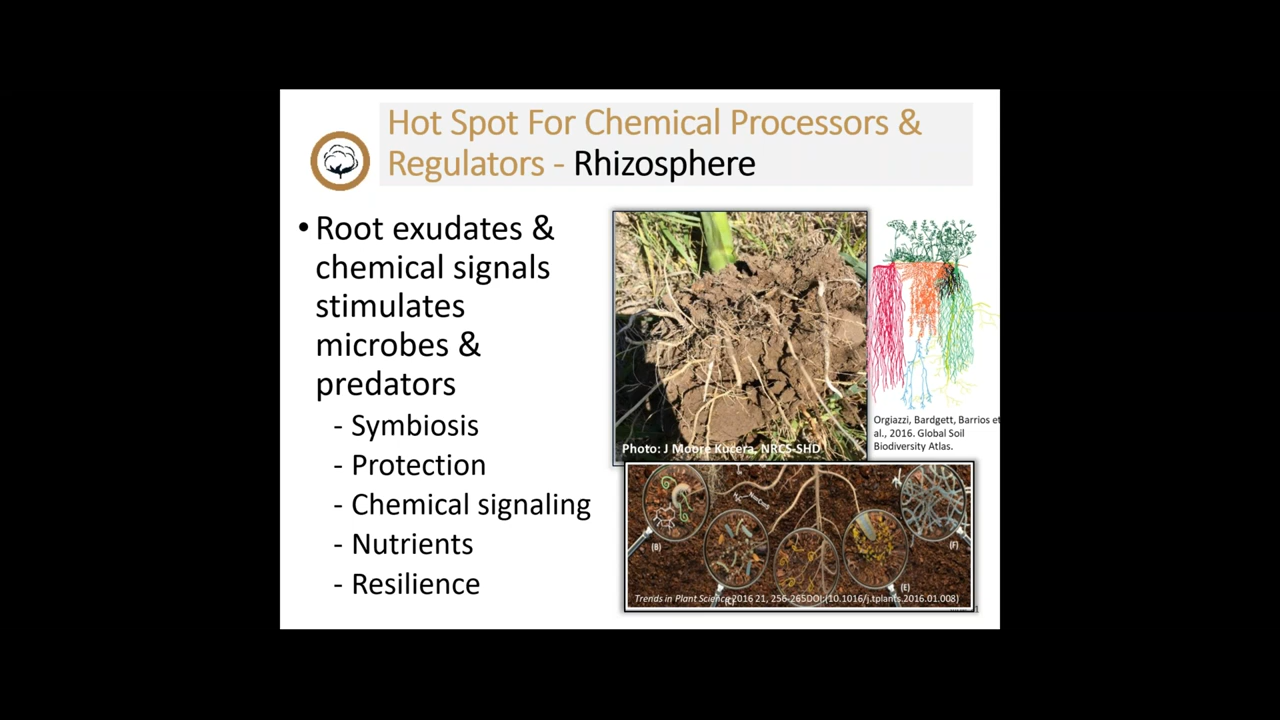 Hot Spot For Chemical Processors &
Regulators - Rhizosphere
• Root exudates &
chemical signals
stimulates
microbes &
predators
- Symbiosis
- Protection
- Chemical signaling
- Nutrients
- Resilience
Photo: J Moore Kucera, NRCS-SHD
Orgiazzi, Bardgett, Barrios et
al., 2016. Global Soil
Biodiversity Atlas.
(B)
(C)
(E)
(F)
Trends in Plant Science 2016 21, 256-265DOI: (10.1016/j.tplants.2016.01.008)